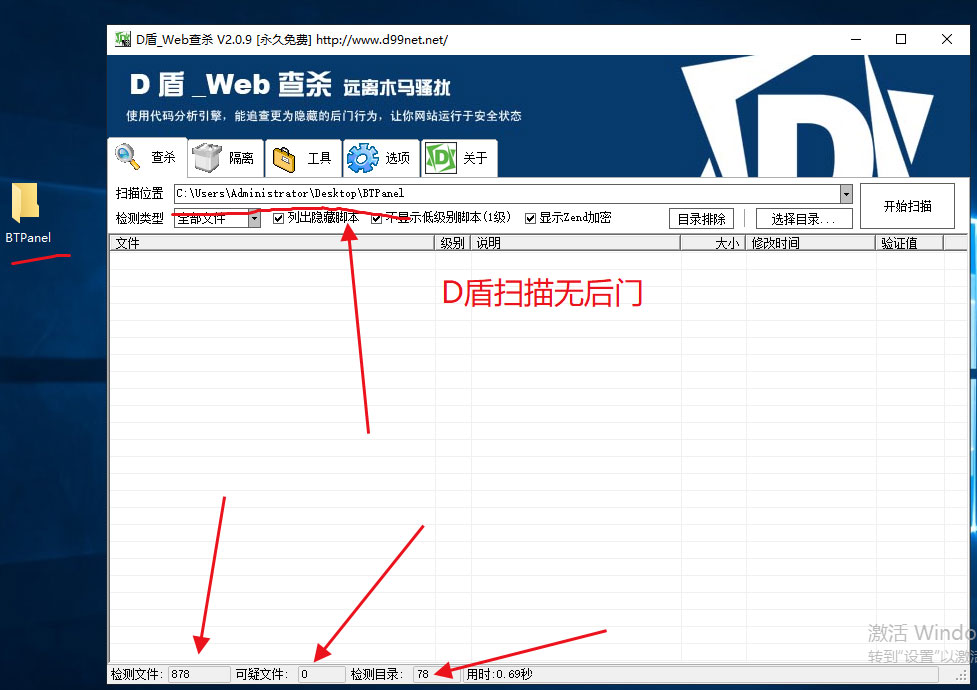 D盾_Web查杀 V2.0.9 [永久免费] http://www.d99net.net/
D 盾 _Web 查杀 远离木马骚扰
使用代码分析引擎，能追查更为隐藏的后门行为，让你网站运行于安全状态
查杀 隔离 工具 选项 D 关于
扫描位置 C:\Users\Administrator\Desktop\BTPanel 开始扫描
检测类型 全部文件 列出隐藏脚本 不显示低级别脚本(1级) 显示Zend加密 目录排除 选择目录...
BTPanel
文件 级别 说明 大小 修改时间 验证值
D盾扫描无后门
激活 Windo
转到"设置"以激活
检测文件: 878 可疑文件: 0 检测目录: 78 用时:0.69秒